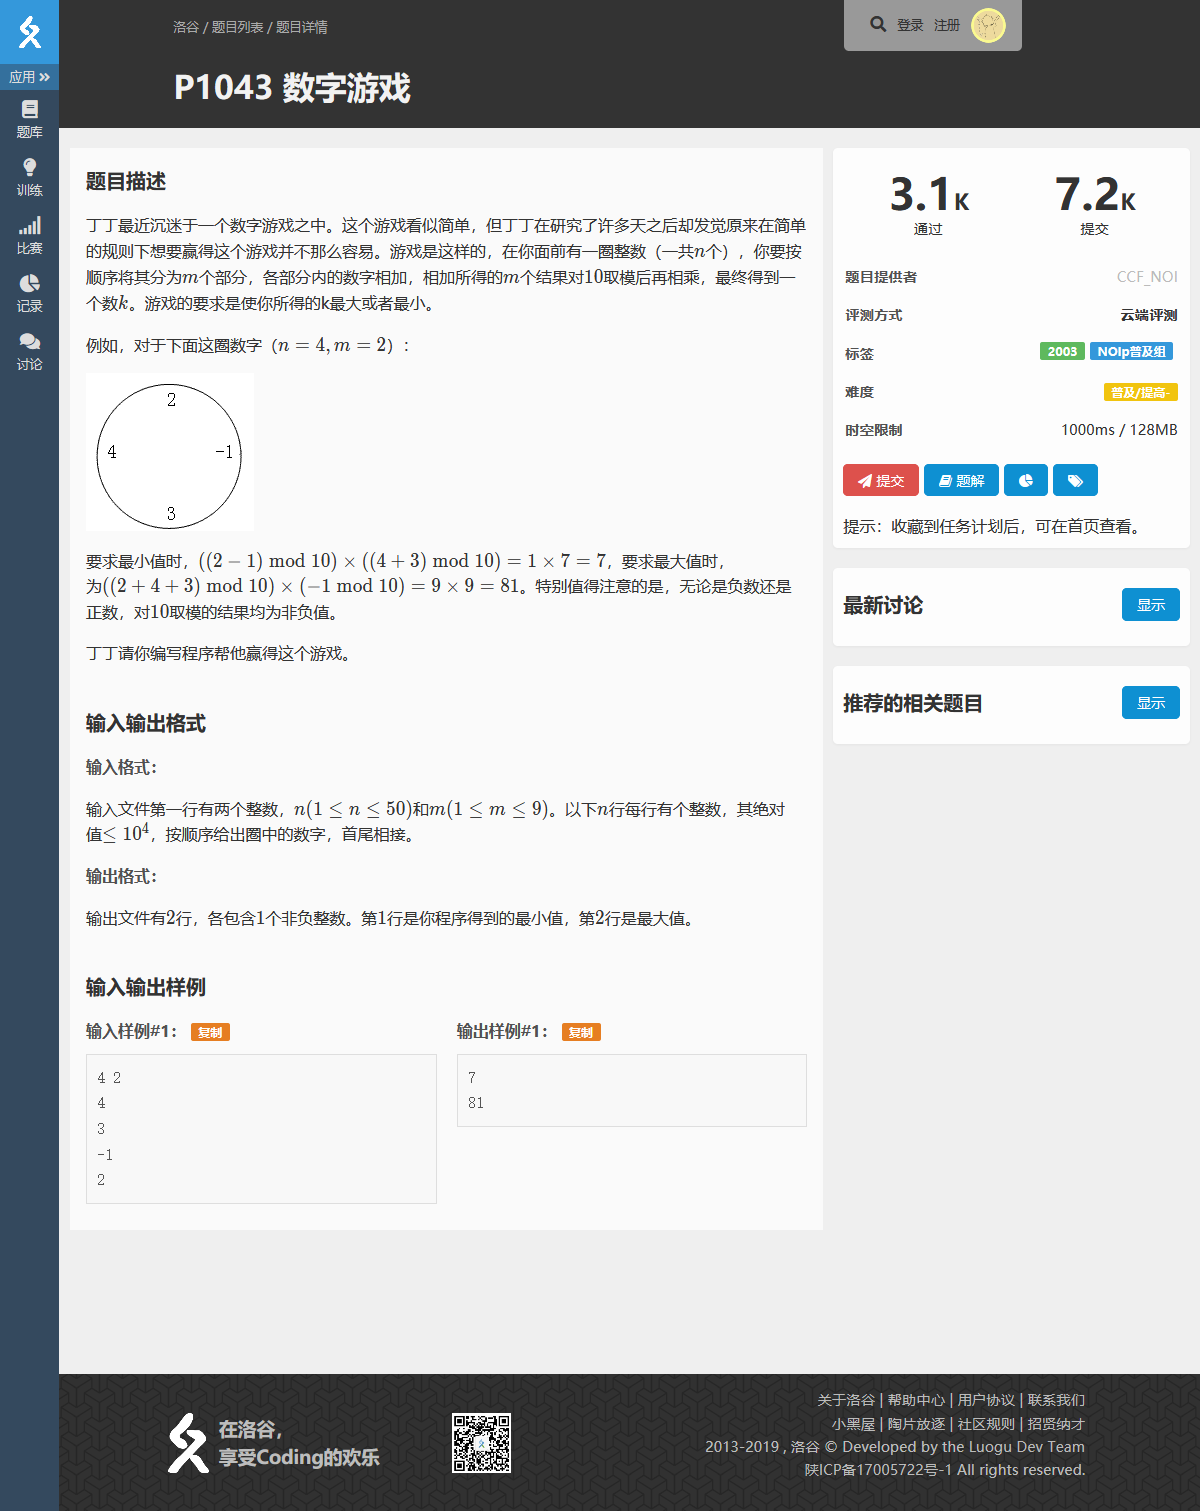 洛谷 / 题目列表 / 题目详情
登录 注册
P1043 数字游戏
应用
题库
训练
比赛
记录
讨论
题目描述
丁丁最近沉迷于一个数字游戏之中。这个游戏看似简单，但丁丁在研究了许多天之后却发觉原来在简单
的规则下想要赢得这个游戏并不那么容易。游戏是这样的，在你面前有一圈整数（一共n个），你要按
顺序将其分为m个部分，各部分内的数字相加，相加所得的m个结果对10取模后再相乘，最终得到一
个数k。游戏的要求是使你所得的k最大或者最小。
例如，对于下面这圈数字（n = 4, m = 2）：
2
4 -1
3
要求最小值时，((2 − 1) mod 10) × ((4 + 3) mod 10) = 1 × 7 = 7，要求最大值时，
为((2 + 4 + 3) mod 10) × (−1 mod 10) = 9 × 9 = 81。特别值得注意的是，无论是负数还是
正数，对10取模的结果均为非负值。
丁丁请你编写程序帮他赢得这个游戏。
输入输出格式
输入格式：
输入文件第一行有两个整数，n(1 ≤ n ≤ 50)和m(1 ≤ m ≤ 9)。以下n行每行有个整数，其绝对
值≤ 10^4，按顺序给出圈中的数字，首尾相接。
输出格式：
输出文件有2行，各包含1个非负整数。第1行是你程序得到的最小值，第2行是最大值。
输入输出样例
输入样例#1： 复制
4 2
4
3
-1
2
输出样例#1： 复制
7
81
3.1K 7.2K
通过 提交
题目提供者 CCF_NOI
评测方式 云端评测
标签 2003 NOIp普及组
难度 普及/提高-
时空限制 1000ms / 128MB
提交 题解
提示：收藏到任务计划后，可在首页查看。
最新讨论 显示
推荐的相关题目 显示
在洛谷，
享受Coding的欢乐
关于洛谷 | 帮助中心 | 用户协议 | 联系我们
小黑屋 | 陶片放逐 | 社区规则 | 招贤纳才
2013-2019 , 洛谷 © Developed by the Luogu Dev Team
陕ICP备17005722号-1 All rights reserved.